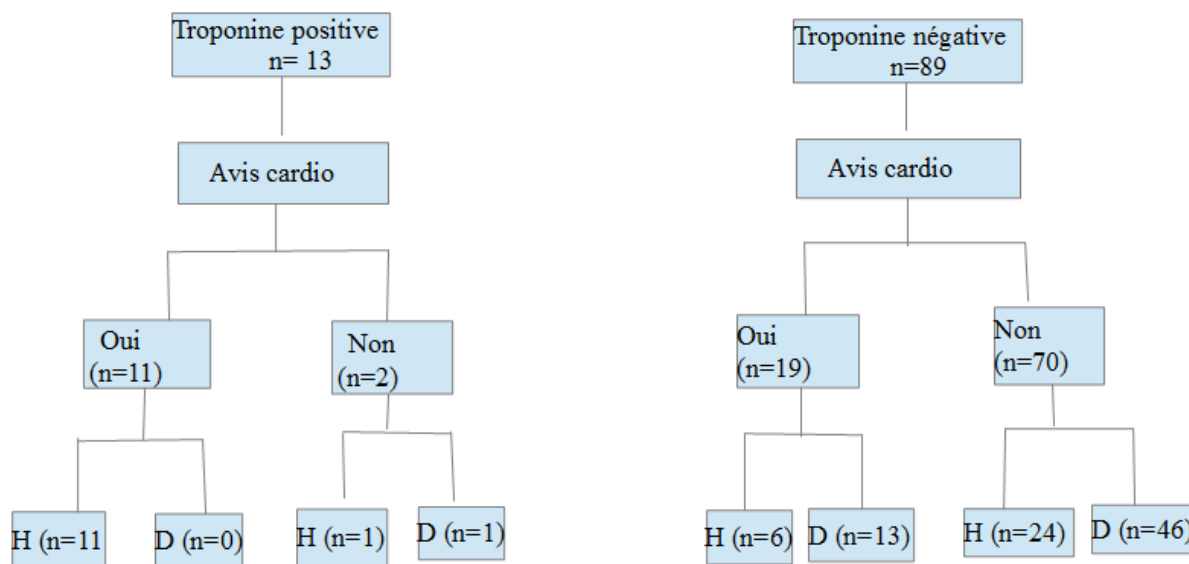 Troponine positive
n= 13
Avis cardio
Oui
(n=11)
Non
(n=2)
H (n=11
D (n=0)
H (n=1)
D (n=1)
Troponine négative
n=89
Avis cardio
Oui
(n=19)
Non
(n=70)
H (n=6)
D (n=13)
H (n=24)
D (n=46)